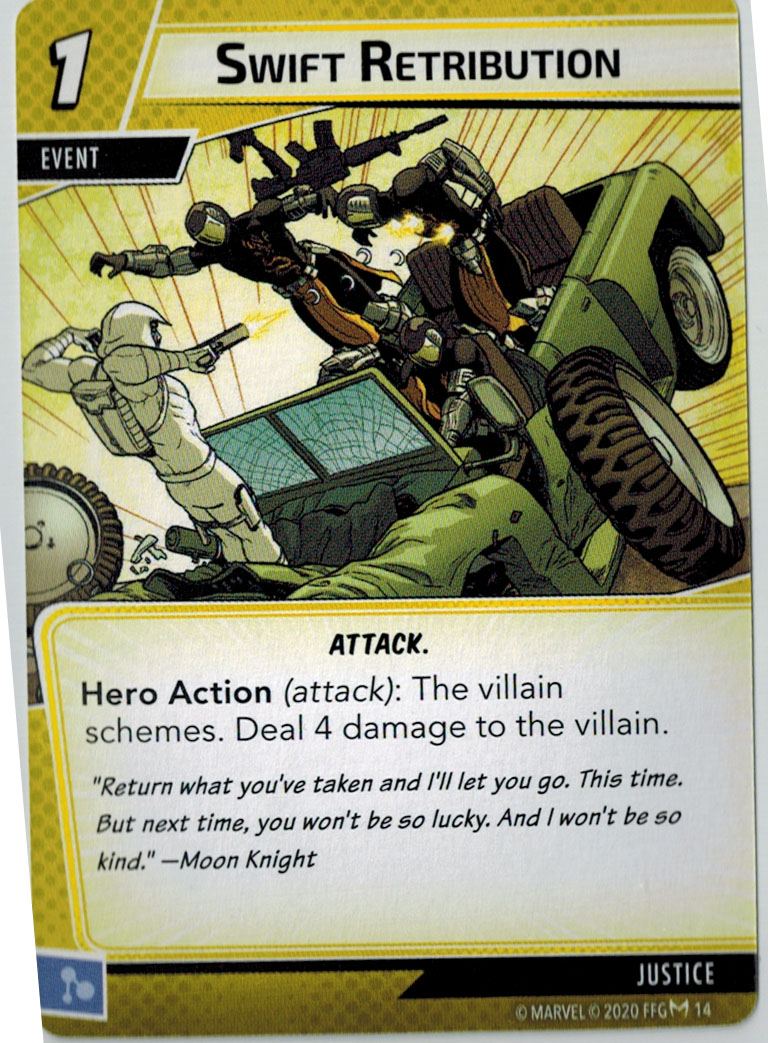 1
SWIFT RETRIBUTION
EVENT
ATTACK.
Hero Action (attack): The villain
schemes. Deal 4 damage to the villain.
"Return what you've taken and I'll let you go. This time.
But next time, you won't be so lucky. And I won't be so
kind." —Moon Knight
JUSTICE
© MARVEL © 2020 FFG 14